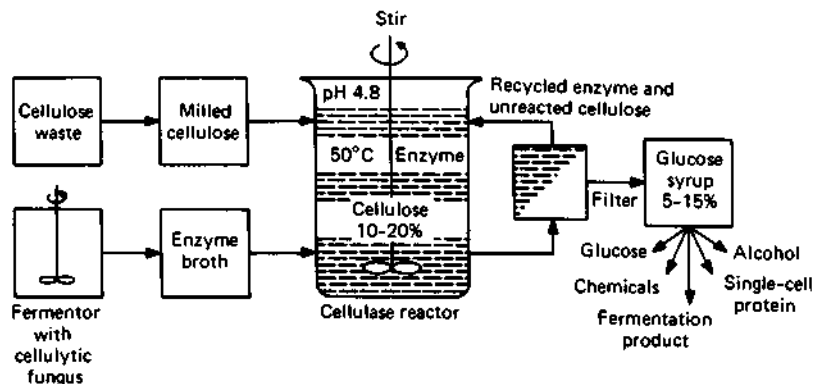 Stir
pH 4.8
Recycled enzyme and
unreacted cellulose
Cellulose
waste
Milled
cellulose
50°C Enzyme
Glucose
syrup
5-15%
Filter
Cellulose
10-20%
Enzyme
broth
Glucose
Alcohol
Chemicals
Single-cell
protein
Fermentation
product
Cellulase reactor
Fermentor
with
cellulytic
fungus